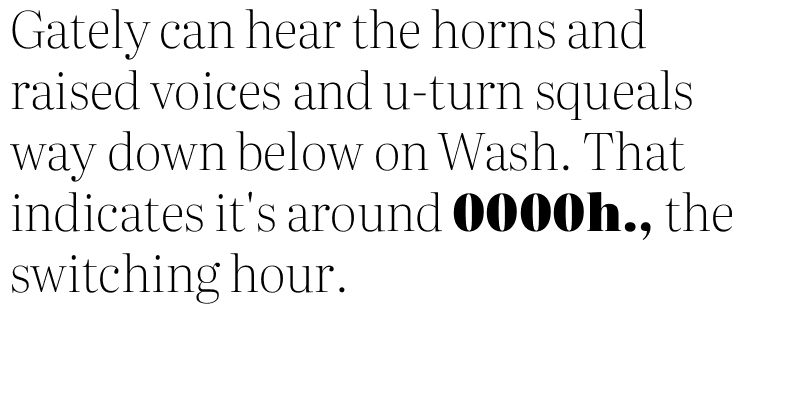 Gately can hear the horns and
raised voices and u-turn squeals
way down below on Wash. That
indicates it's around 0000h., the
switching hour.